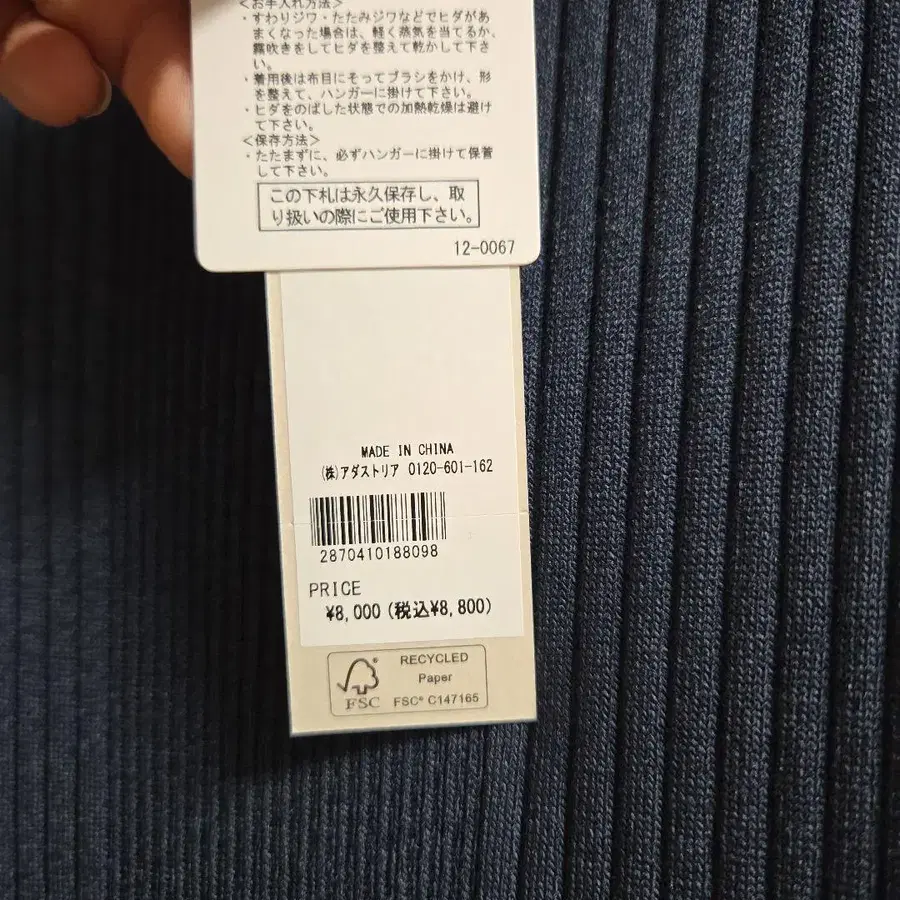 <お手入れ方法>
・すわりジワ・たたみジワなどでヒダがあ
まくなった場合は、軽く蒸気を当てるか、
霧吹きをしてヒダを整えて乾かして下さ
い。
・着用後は布目にそってブラシをかけ、形
を整えて、ハンガーに掛けて下さい。
・ヒダをのばした状態での加熱乾燥は避け
て下さい。
<保存方法>
・たたまずに、必ずハンガーに掛けて保管
して下さい。
この下札は永久保存し、取
り扱いの際にご使用下さい。
12-0067
MADE IN CHINA
(株)アダストリア 0120-601-162
2870410188098
PRICE
¥8,000(税込¥8,800)
RECYCLED
Paper
FSC FSC® C147165